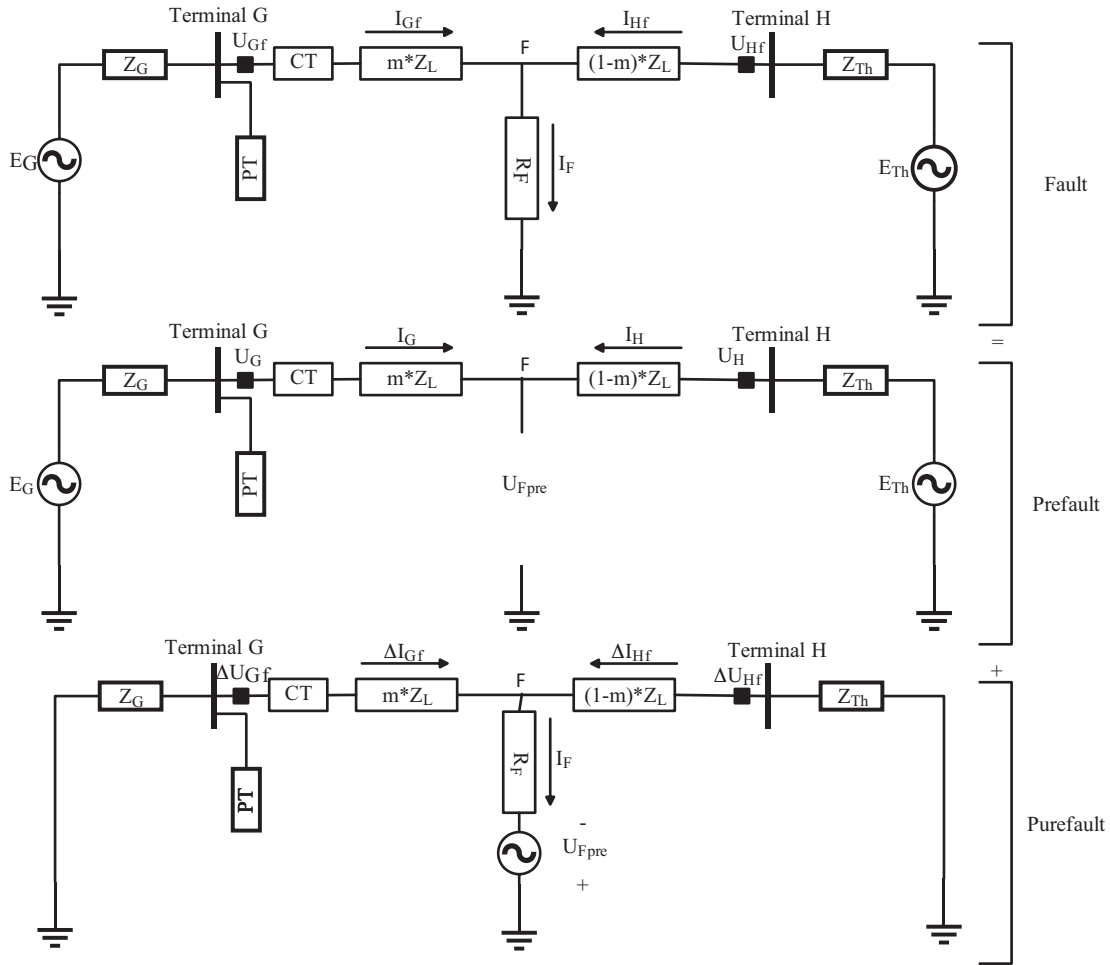 Terminal G
I_Gf
I_Hf
Terminal H
U_Gf
F
U_Hf
Z_G
CT
m*Z_L
(1-m)*Z_L
Z_Th
E_G
PT
R_F
I_F
E_Th
Fault
Terminal G
I_G
I_H
Terminal H
=
U_G
F
U_H
Z_G
CT
m*Z_L
(1-m)*Z_L
Z_Th
E_G
PT
U_Fpre
E_Th
Prefault
Terminal G
ΔI_Gf
ΔI_Hf
Terminal H
+
ΔU_Gf
F
ΔU_Hf
Z_G
CT
m*Z_L
(1-m)*Z_L
Z_Th
PT
R_F
I_F
-
U_Fpre
+
Purefault